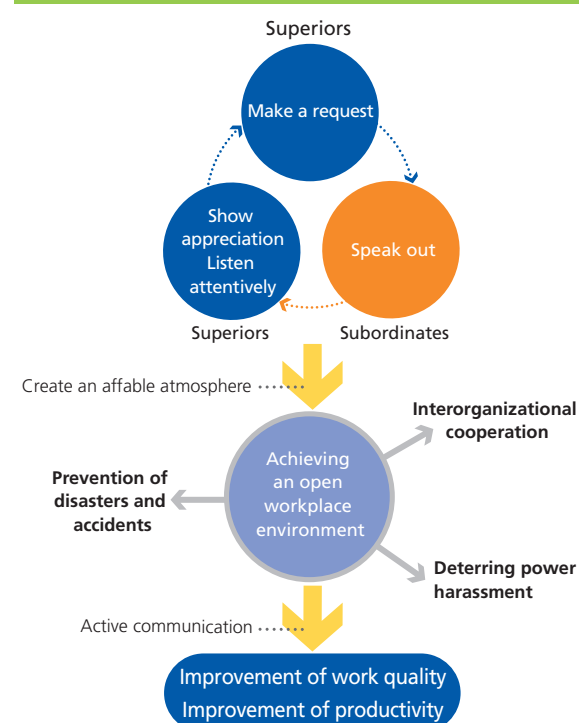 Superiors
Make a request
Show
appreciation
Listen
attentively
Speak out
Superiors
Subordinates
Create an affable atmosphere
Interorganizational
cooperation
Achieving
an open
workplace
environment
Prevention of
disasters and
accidents
Deterring power
harassment
Active communication
Improvement of work quality
Improvement of productivity